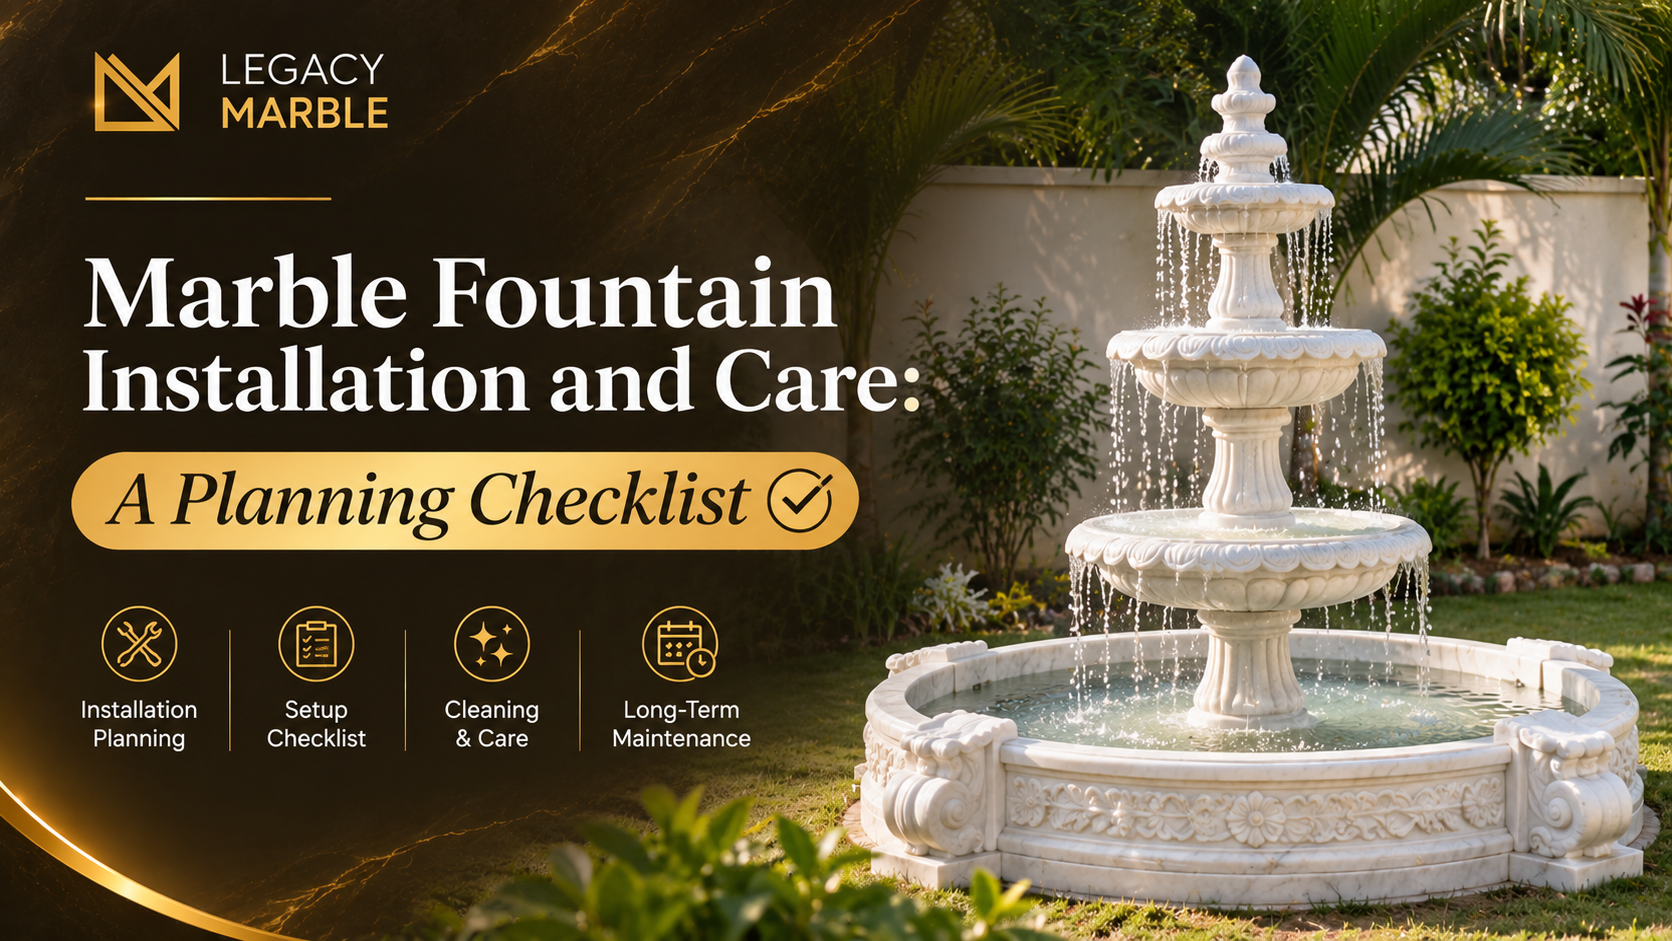 LEGACY
MARBLE
Marble Fountain
Installation and Care:
A Planning Checklist
Installation
Planning
Setup
Checklist
Cleaning
& Care
Long-Term
Maintenance